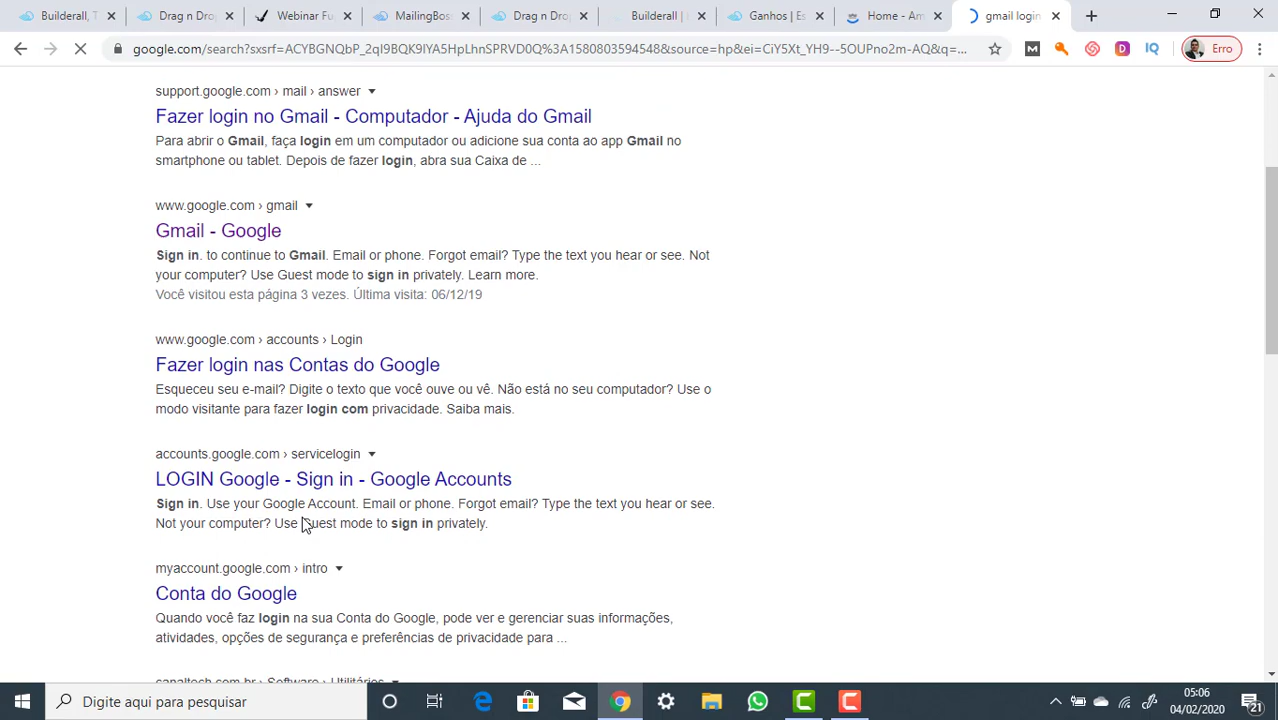 Builderall, T
Drag n Dro
Webinar Fu
MailingBos
Drag n Dro
Builderall |
Ganhos | Es
Home - Am
gmail login
google.com/search?sxsrf=ACYBGNQbP_2qI9BQK9IYA5HpLhnSPRVD0Q%3A1580803594548&source=hp&ei=CiY5Xt_YH9--5OUPno2m-AQ&q=...
Erro
support.google.com › mail › answer
Fazer login no Gmail - Computador - Ajuda do Gmail
Para abrir o Gmail, faça login em um computador ou adicione sua conta ao app Gmail no
smartphone ou tablet. Depois de fazer login, abra sua Caixa de ...
www.google.com › gmail
Gmail - Google
Sign in. to continue to Gmail. Email or phone. Forgot email? Type the text you hear or see. Not
your computer? Use Guest mode to sign in privately. Learn more.
Você visitou esta página 3 vezes. Última visita: 06/12/19
www.google.com › accounts › Login
Fazer login nas Contas do Google
Esqueceu seu e-mail? Digite o texto que você ouve ou vê. Não está no seu computador? Use o
modo visitante para fazer login com privacidade. Saiba mais.
accounts.google.com › servicelogin
LOGIN Google - Sign in - Google Accounts
Sign in. Use your Google Account. Email or phone. Forgot email? Type the text you hear or see.
Not your computer? Use Guest mode to sign in privately.
myaccount.google.com › intro
Conta do Google
Quando você faz login na sua Conta do Google, pode ver e gerenciar suas informações,
atividades, opções de segurança e preferências de privacidade para ...
canaltech.com.br › Software › Utilitários
Digite aqui para pesquisar
05:06
04/02/2020
21